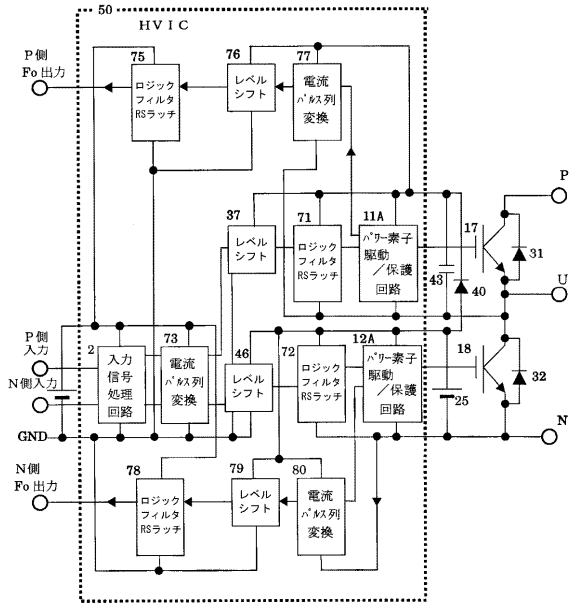 50
HVIC
P側
Fo出力
75
ロジック
フィルタ
RSラッチ
76
レベル
シフト
77
電流
パルス列
変換
37
レベル
シフト
71
ロジック
フィルタ
RSラッチ
11A
パワー素子
駆動
/保護
回路
17
P
31
43
40
U
P側
入力
N側入力
GND
2
入力
信号
処理
回路
73
電流
パルス列
変換
46
レベル
シフト
72
ロジック
フィルタ
RSラッチ
12A
パワー素子
駆動
/保護
回路
18
32
25
N
N側
Fo出力
78
ロジック
フィルタ
RSラッチ
79
レベル
シフト
80
電流
パルス列
変換